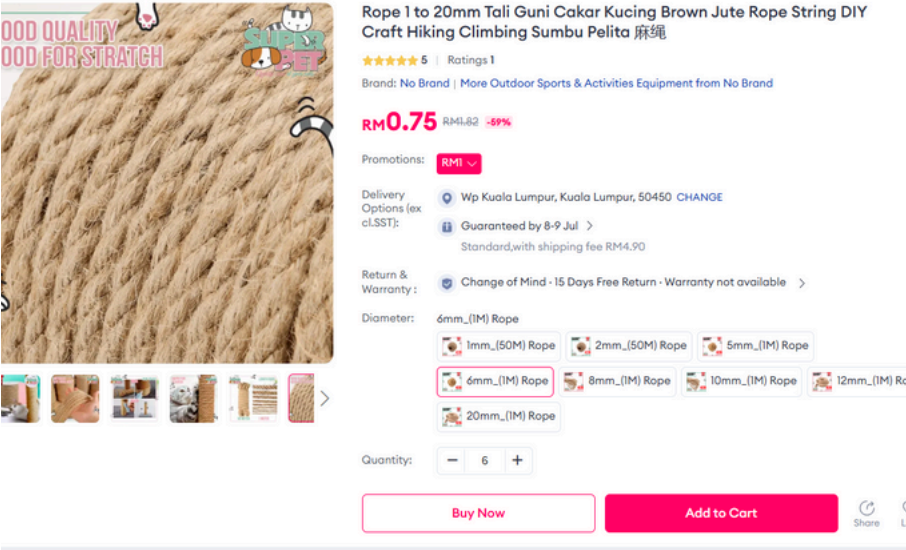 OOD QUALITY
OOD FOR STRATCH
SUPER
PET
Rope 1 to 20mm Tali Guni Cakar Kucing Brown Jute Rope String DIY
Craft Hiking Climbing Sumbu Pelita 麻绳
5 | Ratings 1
Brand: No Brand | More Outdoor Sports & Activities Equipment from No Brand
RM0.75 RM1.82 -59%
Promotions: RM1
Delivery
Options (ex
cl.SST):
Wp Kuala Lumpur, Kuala Lumpur, 50450 CHANGE
Guaranteed by 8-9 Jul
Standard,with shipping fee RM4.90
Return &
Warranty :
Change of Mind · 15 Days Free Return · Warranty not available
Diameter: 6mm_(1M) Rope
1mm_(50M) Rope 2mm_(50M) Rope 5mm_(1M) Rope
6mm_(1M) Rope 8mm_(1M) Rope 10mm_(1M) Rope 12mm_(1M) Ro
20mm_(1M) Rope
Quantity: − 6 +
Buy Now Add to Cart
Share L